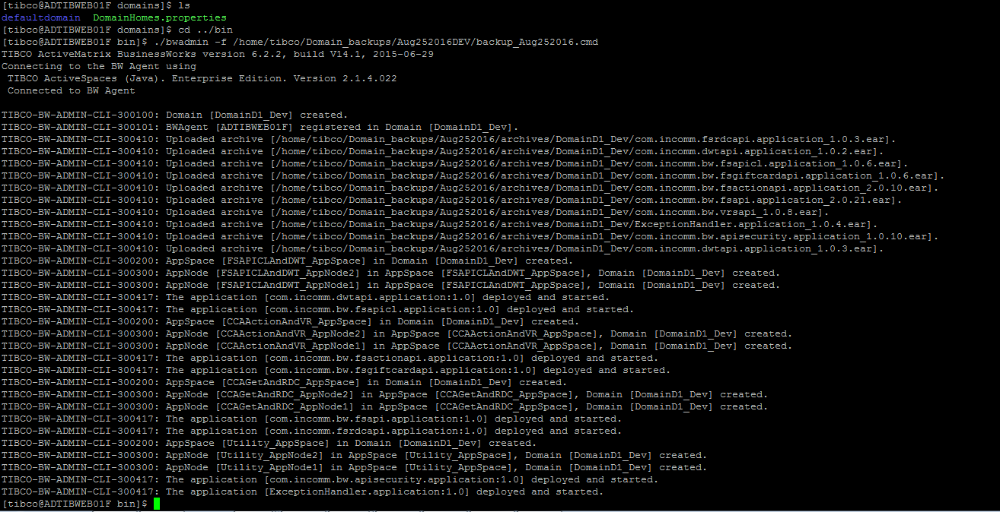 [tibco@ADTIBWEB01F domains]$ ls
defaultdomain  DomainHomes.properties
[tibco@ADTIBWEB01F domains]$ cd ../bin
[tibco@ADTIBWEB01F bin]$ ./bwadmin -f /home/tibco/Domain_backups/Aug252016DEV/backup_Aug252016.cmd
TIBCO ActiveMatrix BusinessWorks version 6.2.2, build V14.1, 2015-06-29
Connecting to the BW Agent using
 TIBCO ActiveSpaces (Java). Enterprise Edition. Version 2.1.4.022
 Connected to BW Agent

TIBCO-BW-ADMIN-CLI-300100: Domain [DomainD1_Dev] created.
TIBCO-BW-ADMIN-CLI-300101: BWAgent [ADTIBWEB01F] registered in Domain [DomainD1_Dev].
TIBCO-BW-ADMIN-CLI-300410: Uploaded archive [/home/tibco/Domain_backups/Aug252016/archives/DomainD1_Dev/com.incomm.fsrdcapi.application_1.0.3.ear].
TIBCO-BW-ADMIN-CLI-300410: Uploaded archive [/home/tibco/Domain_backups/Aug252016/archives/DomainD1_Dev/com.incomm.dwtapi.application_1.0.2.ear].
TIBCO-BW-ADMIN-CLI-300410: Uploaded archive [/home/tibco/Domain_backups/Aug252016/archives/DomainD1_Dev/com.incomm.bw.fsapicl.application_1.0.6.ear].
TIBCO-BW-ADMIN-CLI-300410: Uploaded archive [/home/tibco/Domain_backups/Aug252016/archives/DomainD1_Dev/com.incomm.bw.fsgiftcardapi.application_1.0.6.ear].
TIBCO-BW-ADMIN-CLI-300410: Uploaded archive [/home/tibco/Domain_backups/Aug252016/archives/DomainD1_Dev/com.incomm.bw.fsactionapi.application_2.0.10.ear].
TIBCO-BW-ADMIN-CLI-300410: Uploaded archive [/home/tibco/Domain_backups/Aug252016/archives/DomainD1_Dev/com.incomm.bw.fsapi.application_2.0.21.ear].
TIBCO-BW-ADMIN-CLI-300410: Uploaded archive [/home/tibco/Domain_backups/Aug252016/archives/DomainD1_Dev/com.incomm.bw.vrsapi_1.0.8.ear].
TIBCO-BW-ADMIN-CLI-300410: Uploaded archive [/home/tibco/Domain_backups/Aug252016/archives/DomainD1_Dev/ExceptionHandler.application_1.0.4.ear].
TIBCO-BW-ADMIN-CLI-300410: Uploaded archive [/home/tibco/Domain_backups/Aug252016/archives/DomainD1_Dev/com.incomm.bw.apisecurity.application_1.0.10.ear].
TIBCO-BW-ADMIN-CLI-300410: Uploaded archive [/home/tibco/Domain_backups/Aug252016/archives/DomainD1_Dev/com.incomm.dwtapi.application_1.0.3.ear].
TIBCO-BW-ADMIN-CLI-300200: AppSpace [FSAPICLAndDWT_AppSpace] in Domain [DomainD1_Dev] created.
TIBCO-BW-ADMIN-CLI-300300: AppNode [FSAPICLAndDWT_AppNode2] in AppSpace [FSAPICLAndDWT_AppSpace], Domain [DomainD1_Dev] created.
TIBCO-BW-ADMIN-CLI-300300: AppNode [FSAPICLAndDWT_AppNode1] in AppSpace [FSAPICLAndDWT_AppSpace], Domain [DomainD1_Dev] created.
TIBCO-BW-ADMIN-CLI-300417: The application [com.incomm.dwtapi.application:1.0] deployed and started.
TIBCO-BW-ADMIN-CLI-300417: The application [com.incomm.bw.fsapicl.application:1.0] deployed and started.
TIBCO-BW-ADMIN-CLI-300200: AppSpace [CCAActionAndVR_AppSpace] in Domain [DomainD1_Dev] created.
TIBCO-BW-ADMIN-CLI-300300: AppNode [CCAActionAndVR_AppNode2] in AppSpace [CCAActionAndVR_AppSpace], Domain [DomainD1_Dev] created.
TIBCO-BW-ADMIN-CLI-300300: AppNode [CCAActionAndVR_AppNode1] in AppSpace [CCAActionAndVR_AppSpace], Domain [DomainD1_Dev] created.
TIBCO-BW-ADMIN-CLI-300417: The application [com.incomm.bw.fsactionapi.application:1.0] deployed and started.
TIBCO-BW-ADMIN-CLI-300417: The application [com.incomm.bw.fsgiftcardapi.application:1.0] deployed and started.
TIBCO-BW-ADMIN-CLI-300200: AppSpace [CCAGetAndRDC_AppSpace] in Domain [DomainD1_Dev] created.
TIBCO-BW-ADMIN-CLI-300300: AppNode [CCAGetAndRDC_AppNode2] in AppSpace [CCAGetAndRDC_AppSpace], Domain [DomainD1_Dev] created.
TIBCO-BW-ADMIN-CLI-300300: AppNode [CCAGetAndRDC_AppNode1] in AppSpace [CCAGetAndRDC_AppSpace], Domain [DomainD1_Dev] created.
TIBCO-BW-ADMIN-CLI-300417: The application [com.incomm.bw.fsapi.application:1.0] deployed and started.
TIBCO-BW-ADMIN-CLI-300417: The application [com.incomm.fsrdcapi.application:1.0] deployed and started.
TIBCO-BW-ADMIN-CLI-300200: AppSpace [Utility_AppSpace] in Domain [DomainD1_Dev] created.
TIBCO-BW-ADMIN-CLI-300300: AppNode [Utility_AppNode2] in AppSpace [Utility_AppSpace], Domain [DomainD1_Dev] created.
TIBCO-BW-ADMIN-CLI-300300: AppNode [Utility_AppNode1] in AppSpace [Utility_AppSpace], Domain [DomainD1_Dev] created.
TIBCO-BW-ADMIN-CLI-300417: The application [com.incomm.bw.apisecurity.application:1.0] deployed and started.
TIBCO-BW-ADMIN-CLI-300417: The application [ExceptionHandler.application:1.0] deployed and started.
[tibco@ADTIBWEB01F bin]$